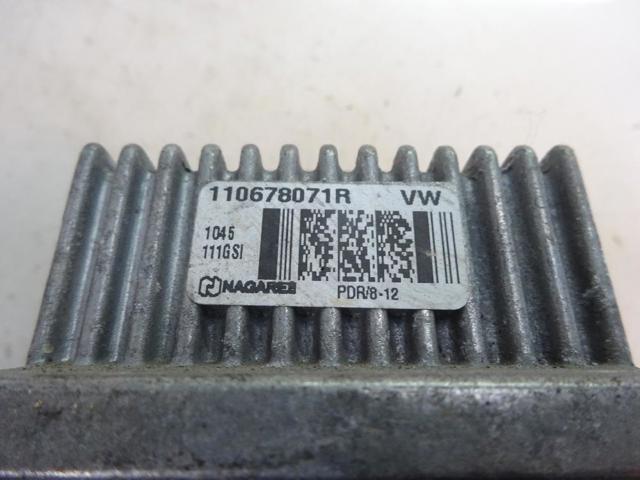 110678071R VW
1045
111GSI
NAGARES
PDR/8-12